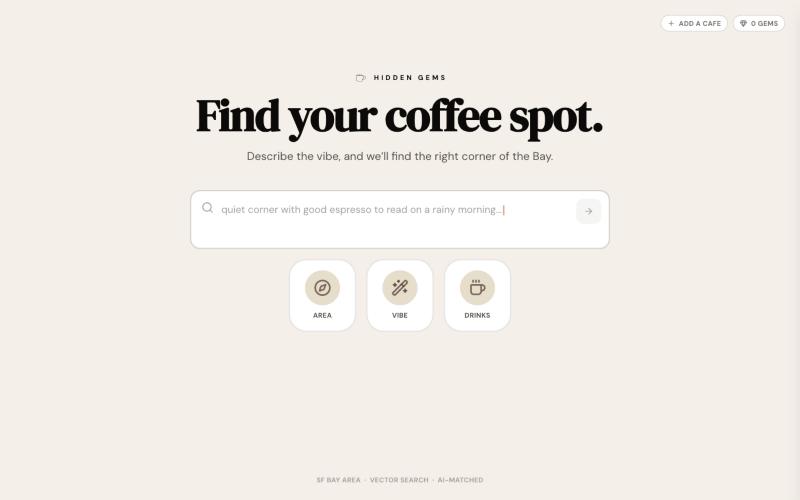 ADD A CAFE
0 GEMS
HIDDEN GEMS
Find your coffee spot.
Describe the vibe, and we'll find the right corner of the Bay.
quiet corner with good espresso to read on a rainy morning...
AREA
VIBE
DRINKS
SF BAY AREA · VECTOR SEARCH · AI-MATCHED